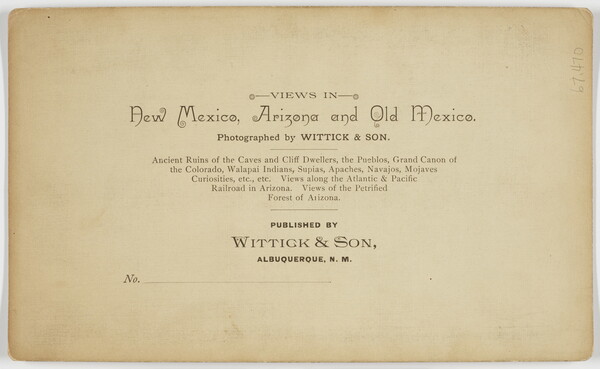 VIEWS IN
New Mexico, Arizona and Old Mexico.
Photographed by WITTICK & SON.
Ancient Ruins of the Caves and Cliff Dwellers, the Pueblos, Grand Canon of
the Colorado, Walapai Indians, Supias, Apaches, Navajos, Mojaves
Curiosities, etc., etc. Views along the Atlantic & Pacific
Railroad in Arizona. Views of the Petrified
Forest of Arizona.
PUBLISHED BY
WITTICK & SON,
ALBUQUERQUE, N. M.
No.
67.470